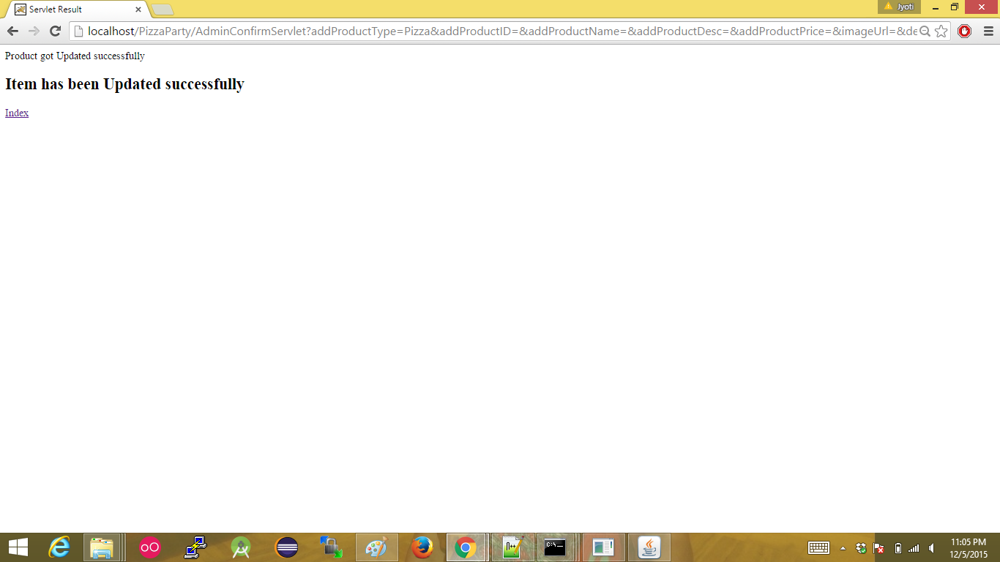 Servlet Result
Jyoti
localhost/PizzaParty/AdminConfirmServlet?addProductType=Pizza&addProductID=&addProductName=&addProductDesc=&addProductPrice=&imageUrl=&de
Product got Updated successfully
Item has been Updated successfully
Index
C:\
11:05 PM
12/5/2015